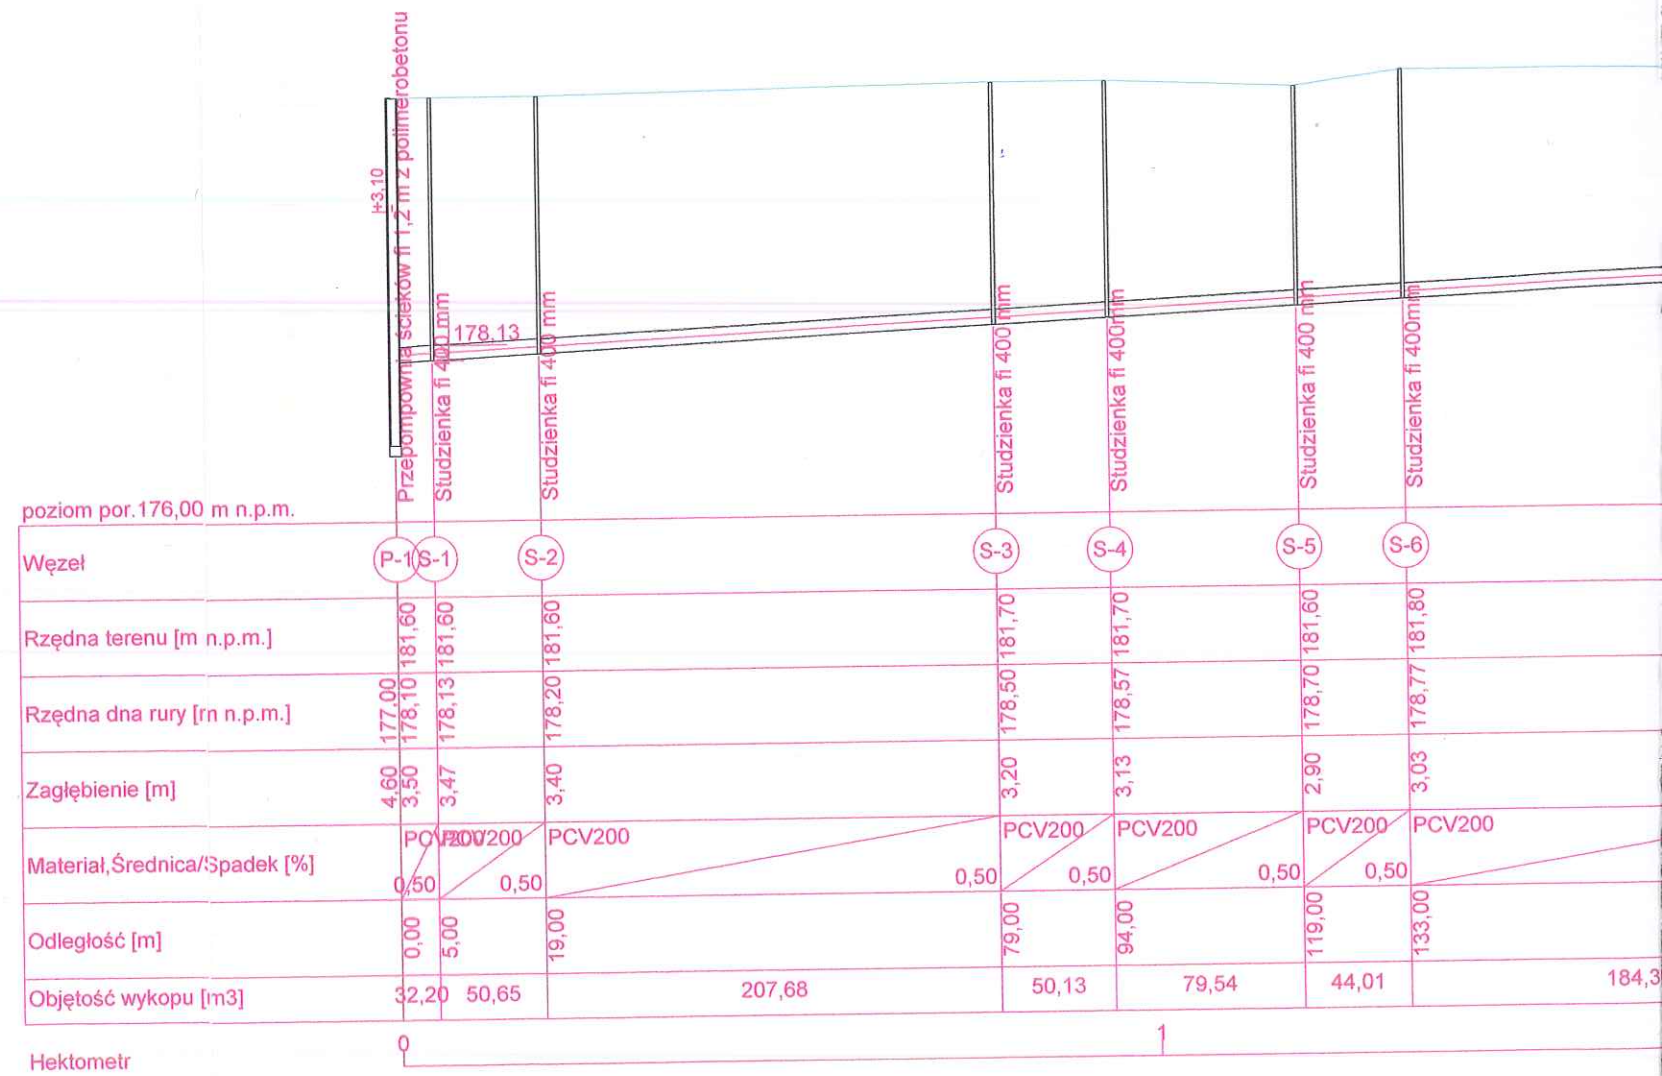 Przepompownia ścieków fi 1,2 m z polimerobetonu
H=3,10
178,13
Studzienka fi 400 mm
Studzienka fi 400 mm
Studzienka fi 400 mm
Studzienka fi 400mm
Studzienka fi 400 mm
Studzienka fi 400mm
poziom por.176,00 m n.p.m.
Węzeł P-1 S-1 S-2 S-3 S-4 S-5 S-6
Rzędna terenu [m n.p.m.] 181,60 181,60 181,60 181,70 181,70 181,60 181,80
Rzędna dna rury [m n.p.m.] 177,00 178,10 178,13 178,20 178,50 178,57 178,70 178,77
Zagłębienie [m] 4,60 3,50 3,47 3,40 3,20 3,13 2,90 3,03
Materiał,Średnica/Spadek [%] PCV200 PCV200 PCV200 PCV200 PCV200 PCV200 PCV200
0,50 0,50 0,50 0,50 0,50 0,50
Odległość [m] 0,00 5,00 19,00 79,00 94,00 119,00 133,00
Objętość wykopu [m3] 32,20 50,65 207,68 50,13 79,54 44,01 184,3
Hektometr 0 1